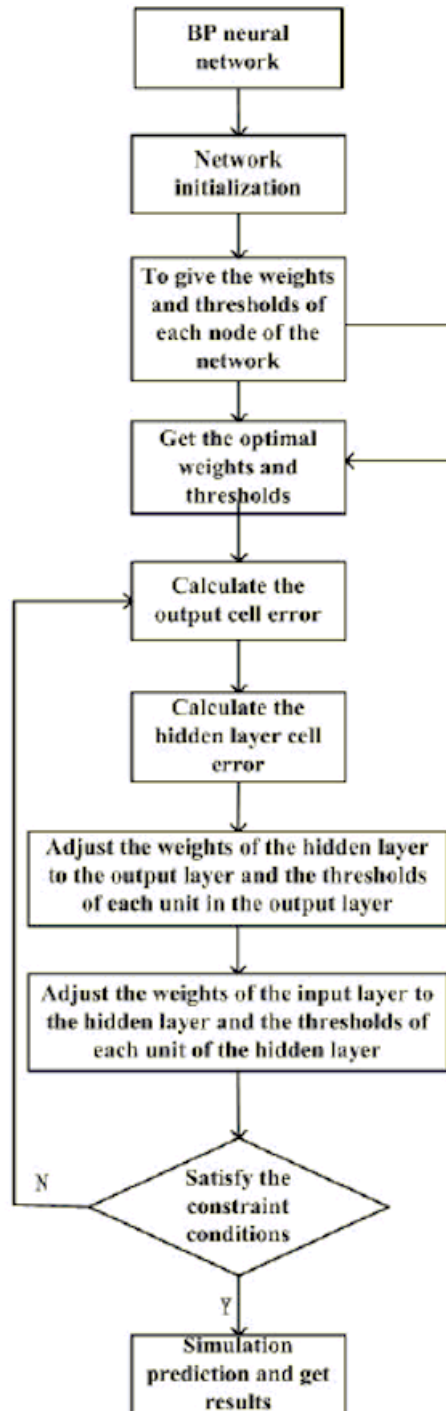 BP neural
network
Network
initialization
To give the weights
and thresholds of
each node of the
network
Get the optimal
weights and
thresholds
Calculate the
output cell error
Calculate the
hidden layer cell
error
Adjust the weights of the hidden layer
to the output layer and the thresholds
of each unit in the output layer
Adjust the weights of the input layer to
the hidden layer and the thresholds of
each unit of the hidden layer
N
Satisfy the
constraint
conditions
Y
Simulation
prediction and get
results